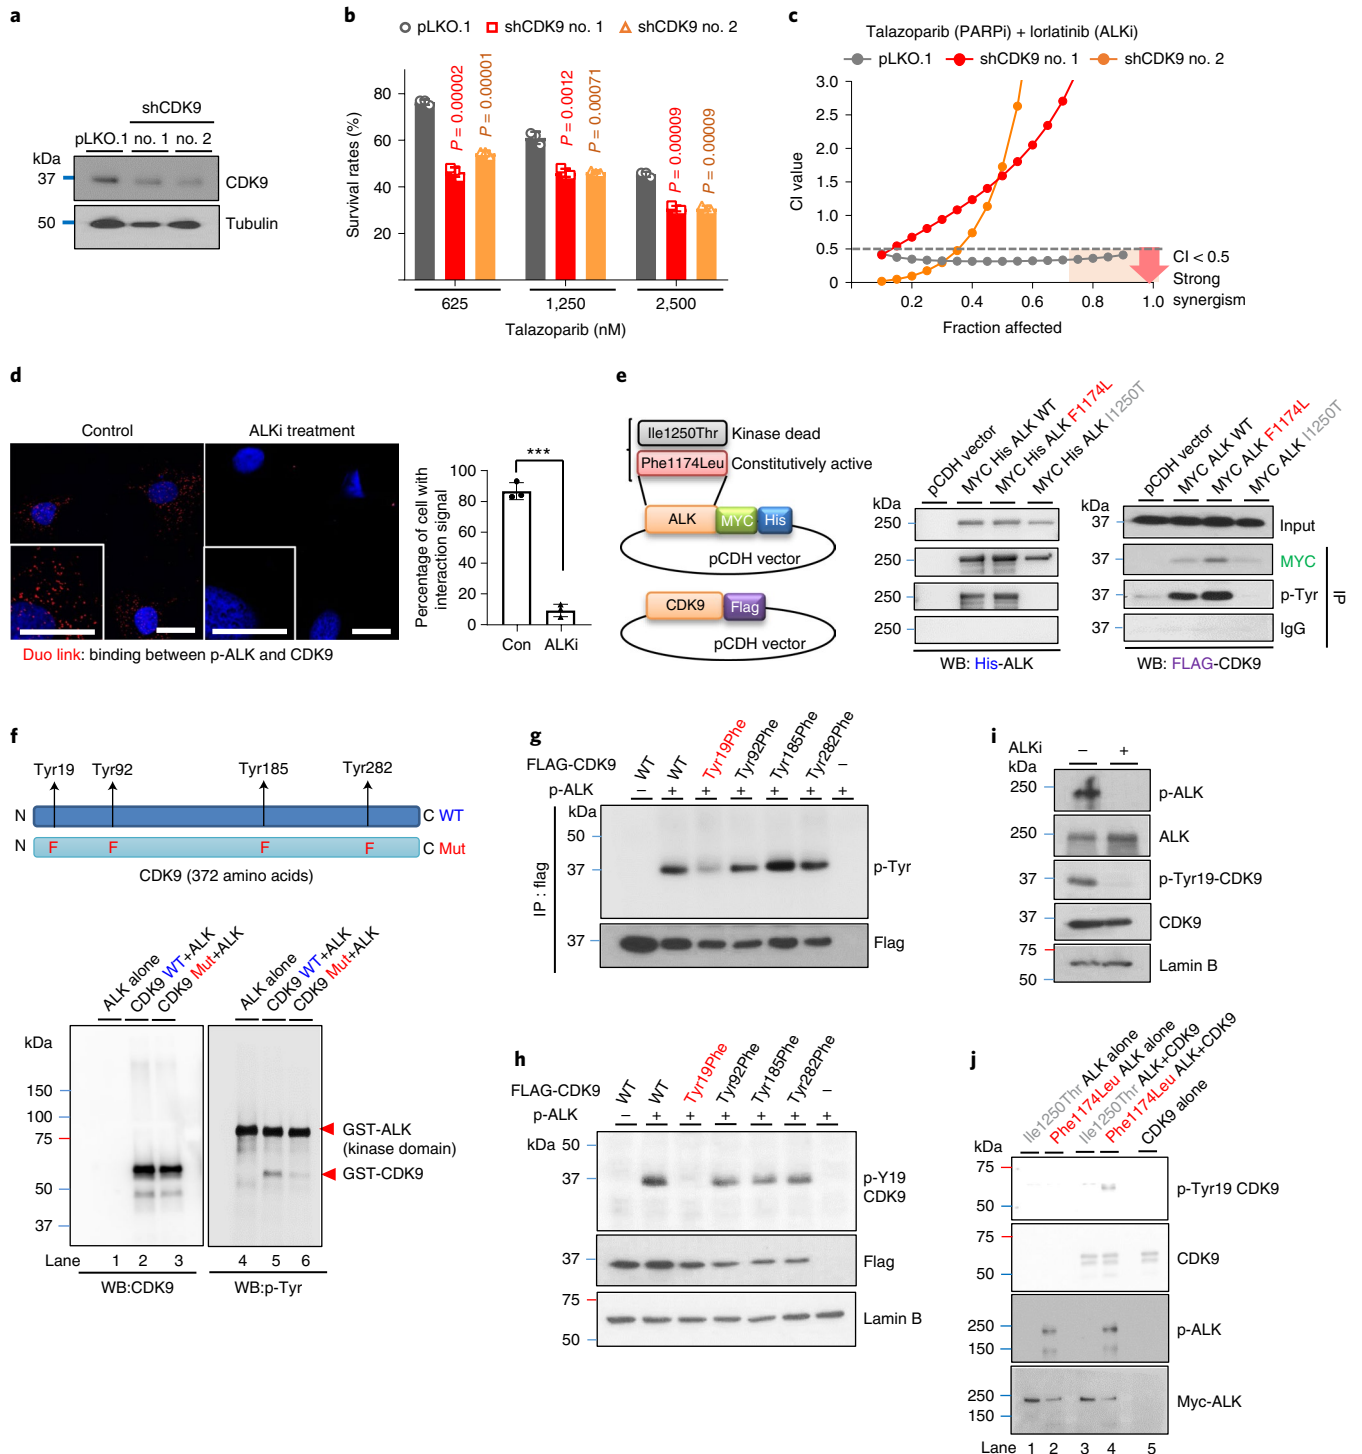 a
shCDK9
pLKO.1 no. 1 no. 2
kDa
37 CDK9
50 Tubulin
b
pLKO.1 shCDK9 no. 1 shCDK9 no. 2
Survival rates (%)
80
60
40
20
P = 0.00002
P = 0.00001
P = 0.0012
P = 0.00071
P = 0.00009
P = 0.00009
625 1,250 2,500
Talazoparib (nM)
c
Talazoparib (PARPi) + lorlatinib (ALKi)
pLKO.1 shCDK9 no. 1 shCDK9 no. 2
CI value
3.0
2.0
1.5
1.0
0.5
0
0.2 0.4 0.6 0.8 1.0
Fraction affected
CI < 0.5
Strong
synergism
d
Control ALKi treatment
Duo link: binding between p-ALK and CDK9
Percentage of cell with
interaction signal
100
80
60
40
20
0
***
Con ALKi
e
Ile1250Thr Kinase dead
Phe1174Leu Constitutively active
ALK MYC His
pCDH vector
CDK9 Flag
pCDH vector
pCDH vector
MYC His ALK WT
MYC His ALK F1174L
MYC His ALK I1250T
kDa
250
250
250
250
WB: His-ALK
pCDH vector
MYC ALK WT
MYC ALK F1174L
MYC ALK I1250T
kDa
37 Input
37 MYC
37 p-Tyr
37 IgG
IP
WB: FLAG-CDK9
f
Tyr19 Tyr92 Tyr185 Tyr282
N C WT
N F F F F C Mut
CDK9 (372 amino acids)
ALK alone
CDK9 WT+ALK
CDK9 Mut+ALK
ALK alone
CDK9 WT+ALK
CDK9 Mut+ALK
kDa
150
100
75
50
37
GST-ALK
(kinase domain)
GST-CDK9
Lane 1 2 3 4 5 6
WB:CDK9 WB:p-Tyr
g
FLAG-CDK9 WT WT Tyr19Phe Tyr92Phe Tyr185Phe Tyr282Phe –
p-ALK – + + + + + +
kDa
50
37 p-Tyr
37 Flag
IP : flag
h
FLAG-CDK9 WT WT Tyr19Phe Tyr92Phe Tyr185Phe Tyr282Phe –
p-ALK – + + + + + +
kDa 50
37 p-Y19
CDK9
37 Flag
75
50 Lamin B
i
ALKi – +
kDa
250 p-ALK
250 ALK
37 p-Tyr19-CDK9
37 CDK9
75
50 Lamin B
j
Ile1250Thr ALK alone
Phe1174Leu ALK alone
Ile1250Thr ALK+CDK9
Phe1174Leu ALK+CDK9
CDK9 alone
kDa
75
50 p-Tyr19 CDK9
75
50 CDK9
250
150 p-ALK
250
150 Myc-ALK
Lane 1 2 3 4 5